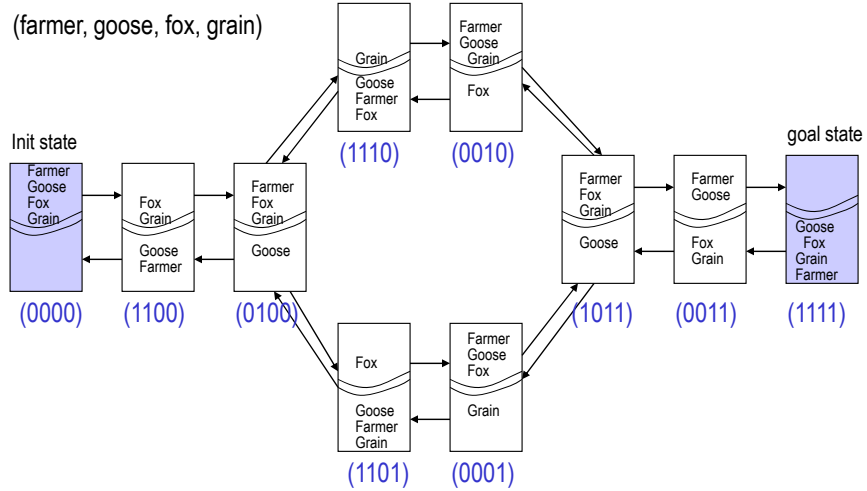 (farmer, goose, fox, grain)
Grain
Goose
Farmer
Fox
(1110)
Farmer
Goose
Grain
Fox
(0010)
Init state
Farmer
Goose
Fox
Grain
(0000)
Fox
Grain
Goose
Farmer
(1100)
Farmer
Fox
Grain
Goose
(0100)
Farmer
Fox
Grain
Goose
(1011)
Farmer
Goose
Fox
Grain
(0011)
goal state
Goose
Fox
Grain
Farmer
(1111)
Fox
Goose
Farmer
Grain
(1101)
Farmer
Goose
Fox
Grain
(0001)